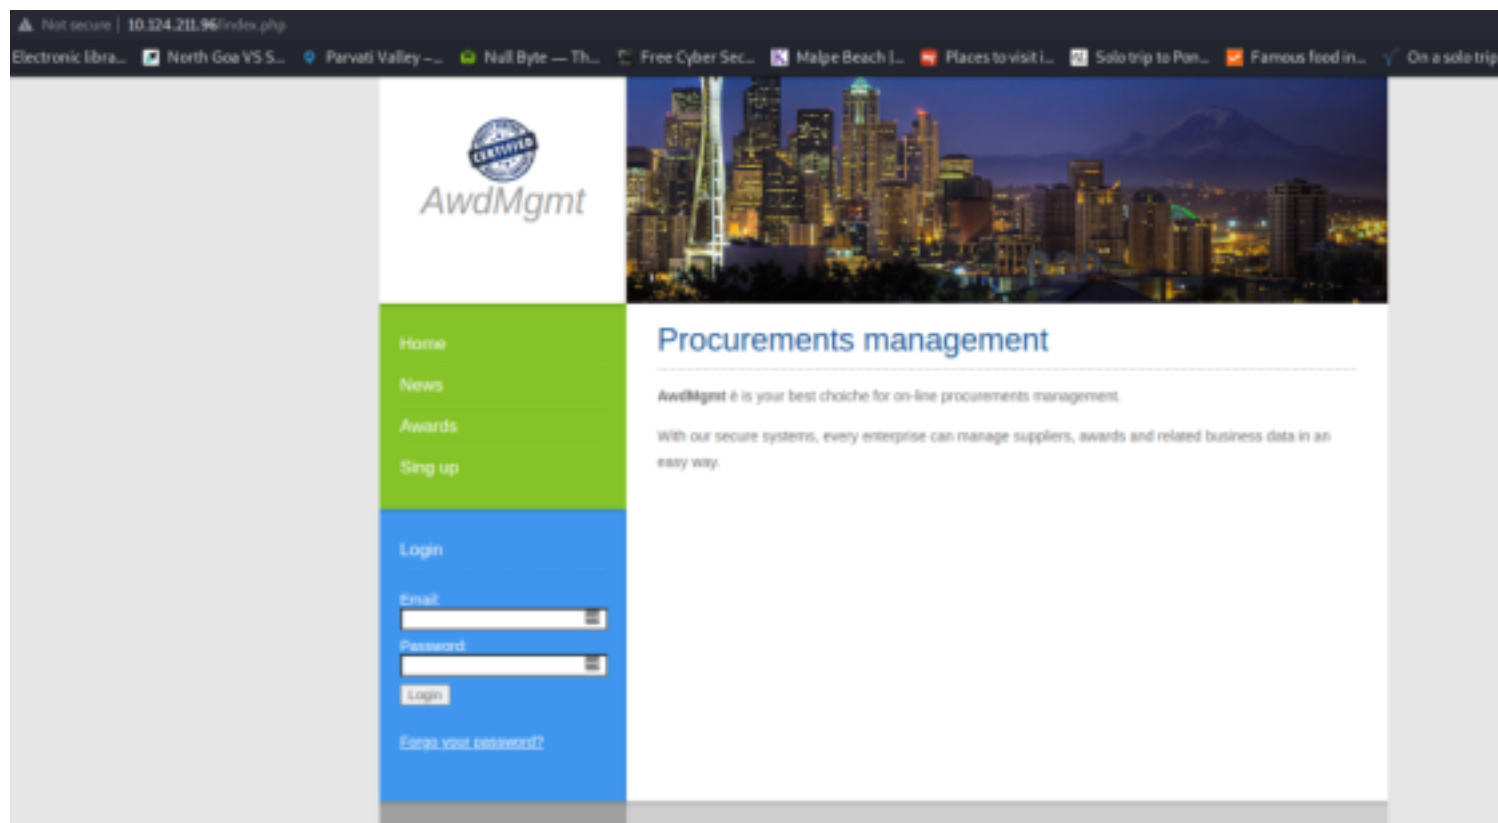 Not secure | 10.124.211.96/index.php
Electronic libra... North Goa VS S... Parvati Valley –... Null Byte — Th... Free Cyber Sec... Malpe Beach |... Places to visit i... Solo trip to Pon... Famous food in... On a solo trip
CERTIFIED
AwdMgmt
Home
News
Awards
Sing up
Login
Email:
Password:
Login
Forgo your password?
Procurements management
AwdMgmt è is your best choiche for on-line procurements management.
With our secure systems, every enterprise can manage suppliers, awards and related business data in an
easy way.